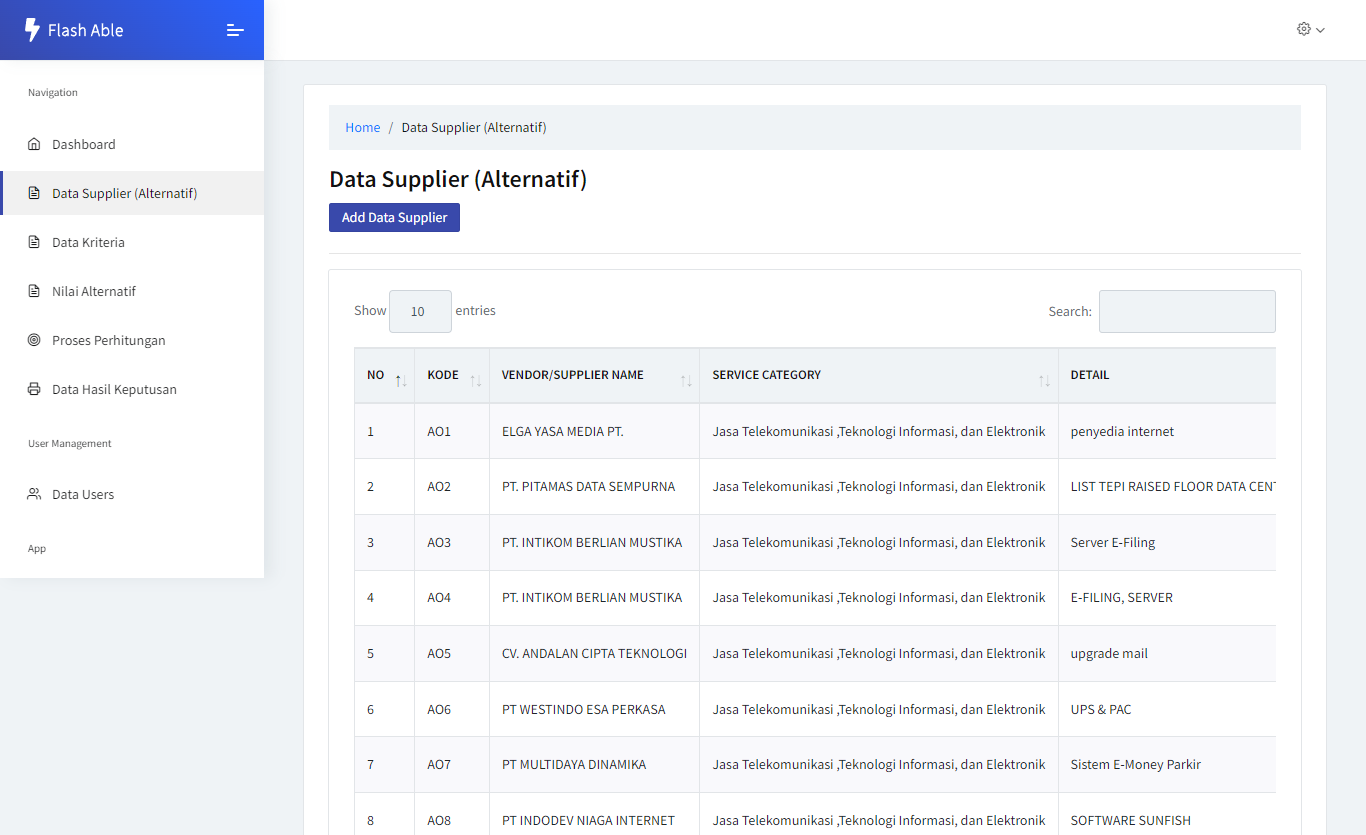 Flash Able
Navigation
Dashboard
Data Supplier (Alternatif)
Data Kriteria
Nilai Alternatif
Proses Perhitungan
Data Hasil Keputusan
User Management
Data Users
App
Home / Data Supplier (Alternatif)
Data Supplier (Alternatif)
Add Data Supplier
Show 10 entries Search:
NO KODE VENDOR/SUPPLIER NAME SERVICE CATEGORY DETAIL
1 AO1 ELGA YASA MEDIA PT. Jasa Telekomunikasi ,Teknologi Informasi, dan Elektronik penyedia internet
2 AO2 PT. PITAMAS DATA SEMPURNA Jasa Telekomunikasi ,Teknologi Informasi, dan Elektronik LIST TEPI RAISED FLOOR DATA CENT
3 AO3 PT. INTIKOM BERLIAN MUSTIKA Jasa Telekomunikasi ,Teknologi Informasi, dan Elektronik Server E-Filing
4 AO4 PT. INTIKOM BERLIAN MUSTIKA Jasa Telekomunikasi ,Teknologi Informasi, dan Elektronik E-FILING, SERVER
5 AO5 CV. ANDALAN CIPTA TEKNOLOGI Jasa Telekomunikasi ,Teknologi Informasi, dan Elektronik upgrade mail
6 AO6 PT WESTINDO ESA PERKASA Jasa Telekomunikasi ,Teknologi Informasi, dan Elektronik UPS & PAC
7 AO7 PT MULTIDAYA DINAMIKA Jasa Telekomunikasi ,Teknologi Informasi, dan Elektronik Sistem E-Money Parkir
8 AO8 PT INDODEV NIAGA INTERNET Jasa Telekomunikasi ,Teknologi Informasi, dan Elektronik SOFTWARE SUNFISH